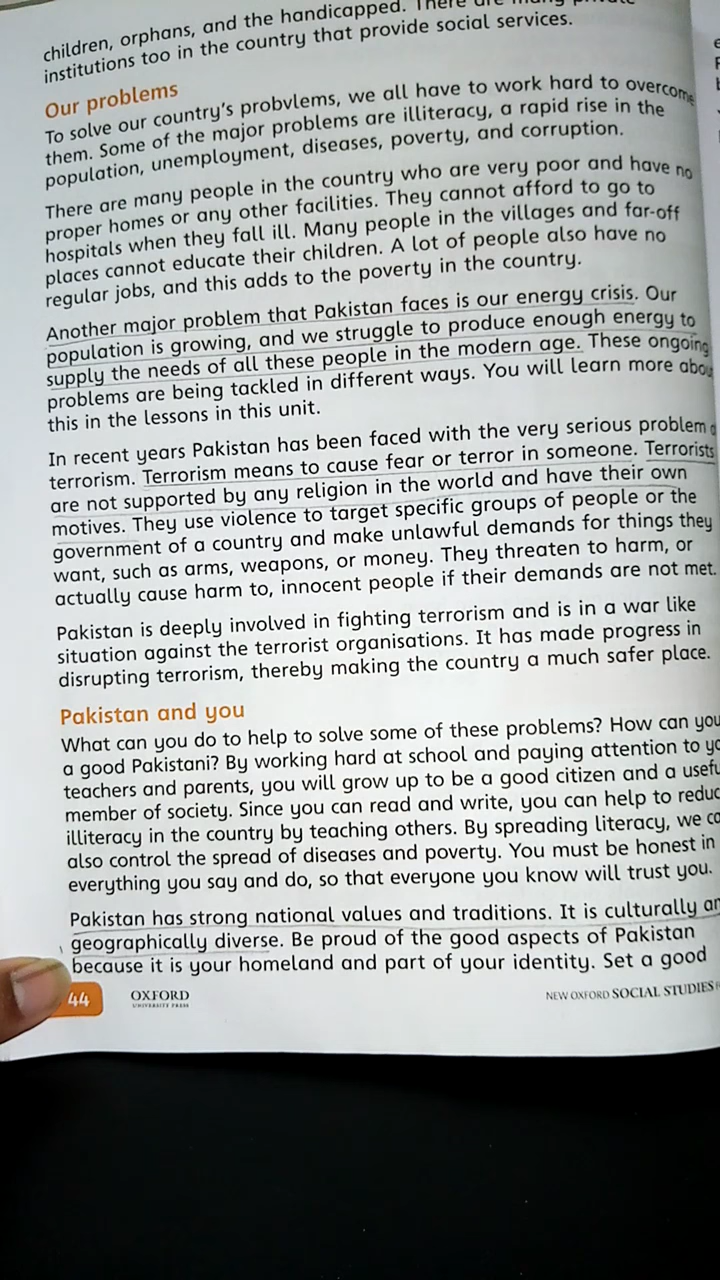 children, orphans, and the handicapped. There are many private
institutions too in the country that provide social services.
Our problems
To solve our country's probvlems, we all have to work hard to overcome
them. Some of the major problems are illiteracy, a rapid rise in the
population, unemployment, diseases, poverty, and corruption.
There are many people in the country who are very poor and have no
proper homes or any other facilities. They cannot afford to go to
hospitals when they fall ill. Many people in the villages and far-off
places cannot educate their children. A lot of people also have no
regular jobs, and this adds to the poverty in the country.
Another major problem that Pakistan faces is our energy crisis. Our
population is growing, and we struggle to produce enough energy to
supply the needs of all these people in the modern age. These ongoing
problems are being tackled in different ways. You will learn more abou
this in the lessons in this unit.
In recent years Pakistan has been faced with the very serious problem
terrorism. Terrorism means to cause fear or terror in someone. Terrorists
are not supported by any religion in the world and have their own
motives. They use violence to target specific groups of people or the
government of a country and make unlawful demands for things they
want, such as arms, weapons, or money. They threaten to harm, or
actually cause harm to, innocent people if their demands are not met.
Pakistan is deeply involved in fighting terrorism and is in a war like
situation against the terrorist organisations. It has made progress in
disrupting terrorism, thereby making the country a much safer place.
Pakistan and you
What can you do to help to solve some of these problems? How can you
a good Pakistani? By working hard at school and paying attention to yo
teachers and parents, you will grow up to be a good citizen and a usefu
member of society. Since you can read and write, you can help to reduc
illiteracy in the country by teaching others. By spreading literacy, we ca
also control the spread of diseases and poverty. You must be honest in
everything you say and do, so that everyone you know will trust you.
Pakistan has strong national values and traditions. It is culturally an
geographically diverse. Be proud of the good aspects of Pakistan
because it is your homeland and part of your identity. Set a good
44
OXFORD
UNIVERSITY PRESS
NEW OXFORD SOCIAL STUDIES